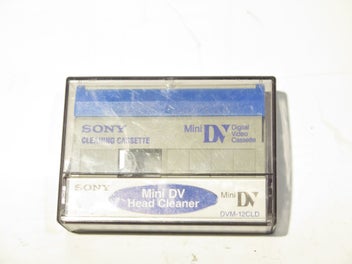 SONY
CLEANING CASSETTE
Mini DV Digital
Video
Cassette
SONY
Mini DV
Head Cleaner
Mini DV
DVM-12CLD